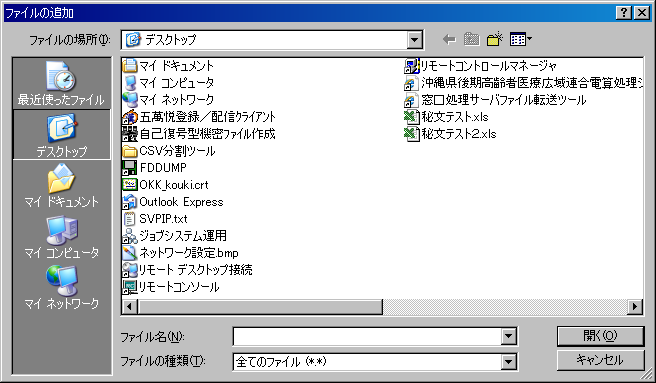 ファイルの追加
ファイルの場所(I):
デスクトップ
最近使ったファイル
デスクトップ
マイ ドキュメント
マイ コンピュータ
マイ ネットワーク
マイ ドキュメント
マイ コンピュータ
マイ ネットワーク
五萬悦登録／配信クライアント
自己復号型機密ファイル作成
CSV分割ツール
FDDUMP
OKK_kouki.crt
Outlook Express
SVPIP.txt
ジョブシステム運用
ネットワーク設定.bmp
リモート デスクトップ接続
リモートコンソール
リモートコントロールマネージャ
沖縄県後期高齢者医療広域連合電算処理シ
窓口処理サーバファイル転送ツール
秘文テスト.xls
秘文テスト2.xls
ファイル名(N):
開く(O)
ファイルの種類(T):
全てのファイル (*.*)
キャンセル